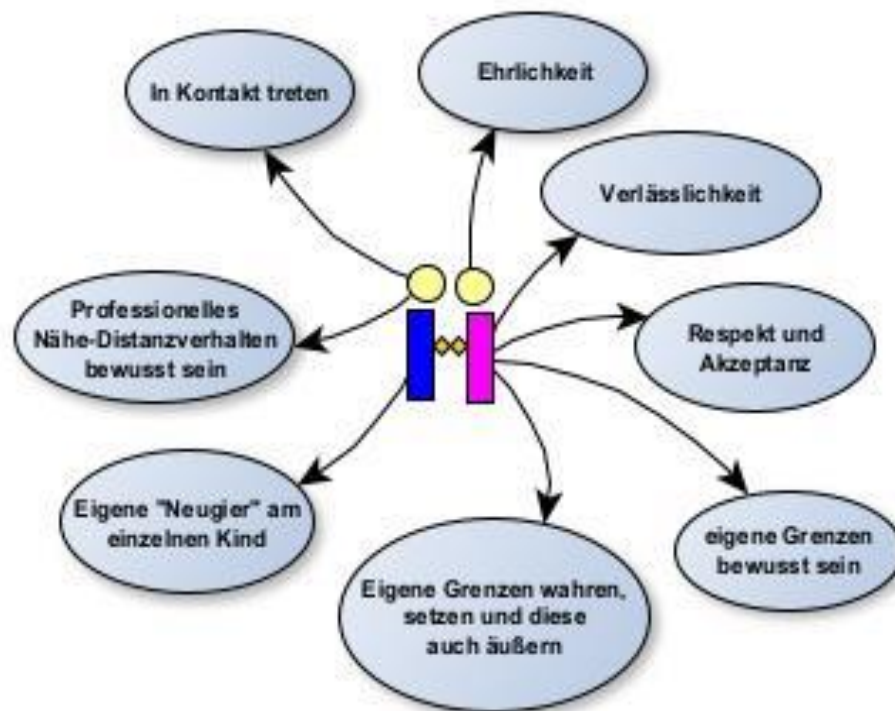 In Kontakt treten
Ehrlichkeit
Verlässlichkeit
Professionelles
Nähe-Distanzverhalten
bewusst sein
Respekt und
Akzeptanz
Eigene "Neugier" am
einzelnen Kind
eigene Grenzen
bewusst sein
Eigene Grenzen wahren,
setzen und diese
auch äußern